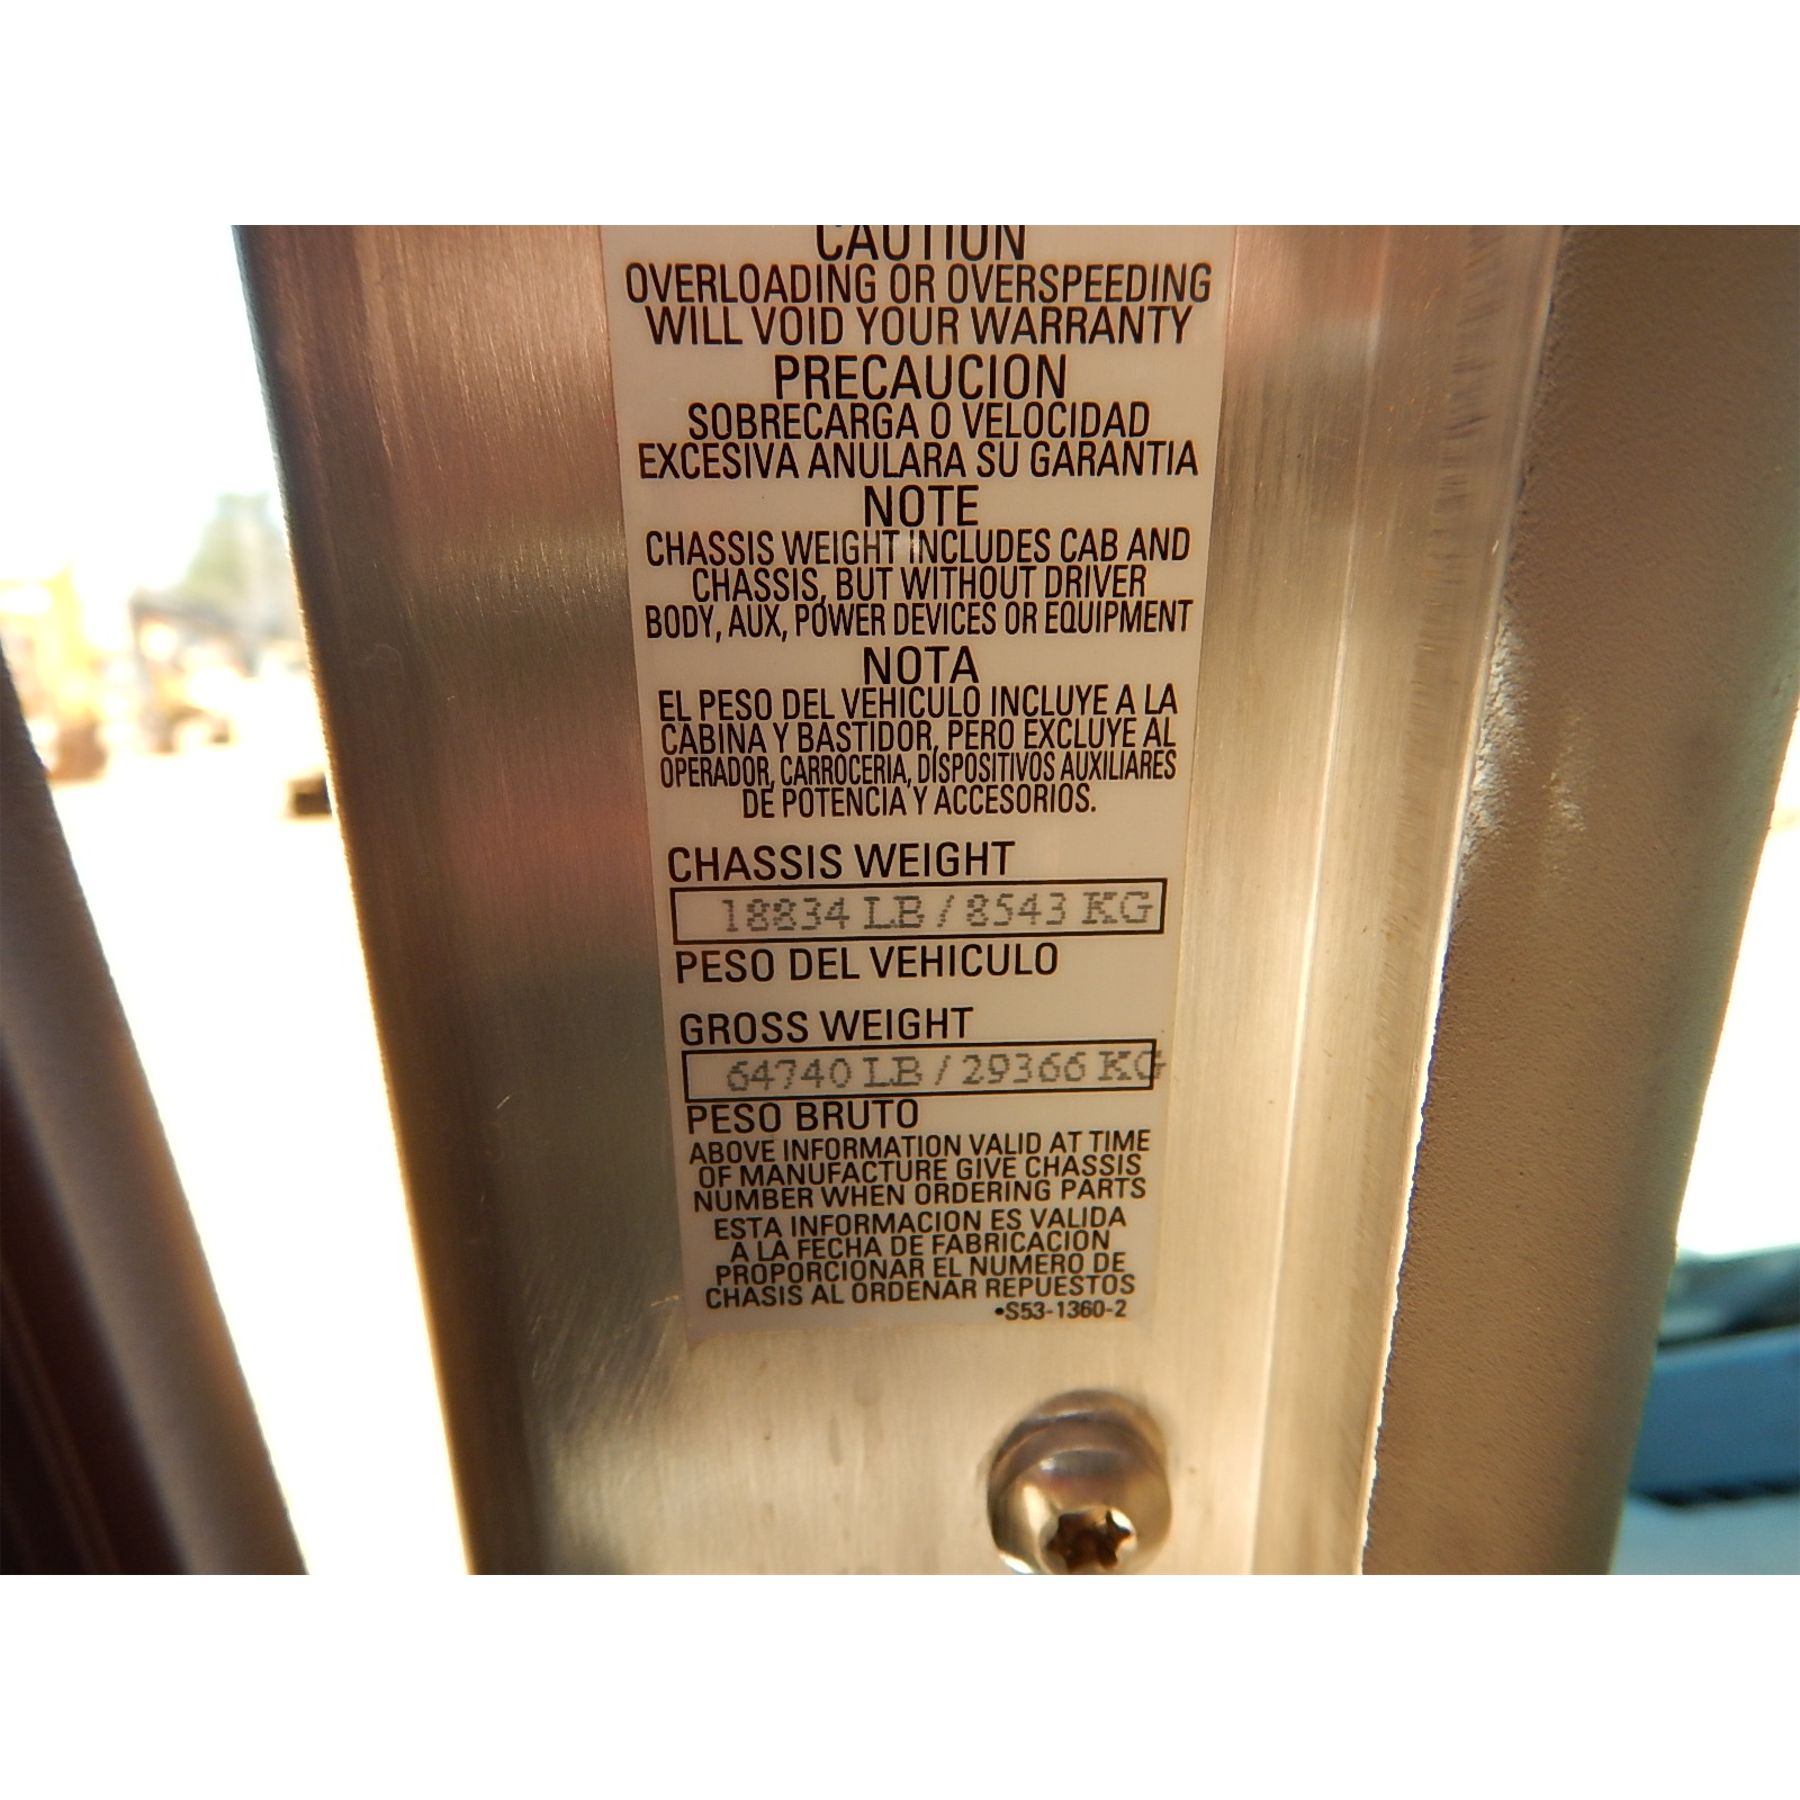 CAUTION
OVERLOADING OR OVERSPEEDING
WILL VOID YOUR WARRANTY
PRECAUCION
SOBRECARGA O VELOCIDAD
EXCESIVA ANULARA SU GARANTIA
NOTE
CHASSIS WEIGHT INCLUDES CAB AND
CHASSIS, BUT WITHOUT DRIVER
BODY, AUX, POWER DEVICES OR EQUIPMENT
NOTA
EL PESO DEL VEHICULO INCLUYE A LA
CABINA Y BASTIDOR, PERO EXCLUYE AL
OPERADOR, CARROCERIA, DISPOSITIVOS AUXILIARES
DE POTENCIA Y ACCESORIOS.
CHASSIS WEIGHT
18834 LB / 8543 KG
PESO DEL VEHICULO
GROSS WEIGHT
64740 LB / 29366 KG
PESO BRUTO
ABOVE INFORMATION VALID AT TIME
OF MANUFACTURE GIVE CHASSIS
NUMBER WHEN ORDERING PARTS
ESTA INFORMACION ES VALIDA
A LA FECHA DE FABRICACION
PROPORCIONAR EL NUMERO DE
CHASIS AL ORDENAR REPUESTOS
•S53-1360-2